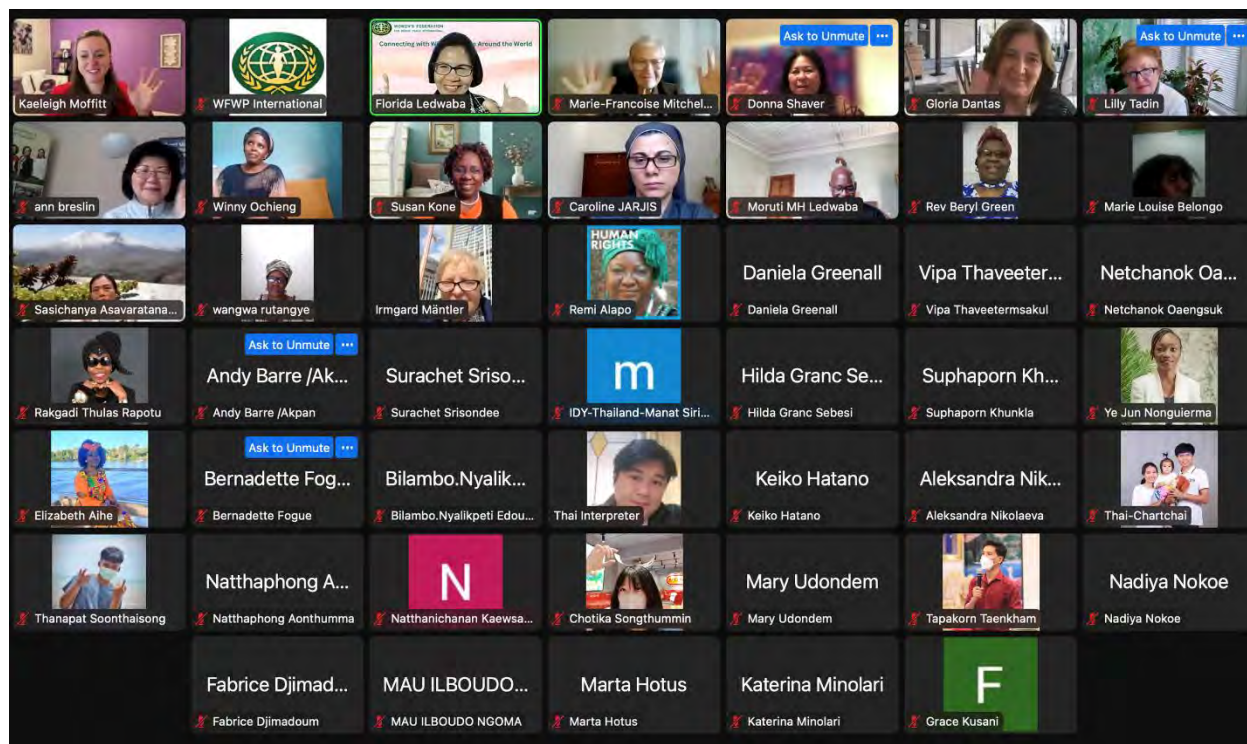 WOMEN'S FEDERATION
Connecting with W Around the World
Ask to Unmute ...
Ask to Unmute ...
Kaeleigh Moffitt
WFWP International
Florida Ledwaba
Marie-Francoise Mitchel...
Donna Shaver
Gloria Dantas
Lilly Tadin
ann breslin
Winny Ochieng
Susan Kone
Caroline JARJIS
Moruti MH Ledwaba
Rev Beryl Green
Marie Louise Belongo
HUMAN
RIGHTS
Daniela Greenall
Vipa Thaveeter...
Netchanok Oa...
Sasichanya Asavaratana...
wangwa rutangye
Irmgard Mäntler
Remi Alapo
Daniela Greenall
Vipa Thaveetermsakul
Netchanok Oaengsuk
Ask to Unmute ...
Andy Barre /Ak...
Surachet Sriso...
m
Hilda Granc Se...
Suphaporn Kh...
Rakgadi Thulas Rapotu
Andy Barre /Akpan
Surachet Srisondee
IDY-Thailand-Manat Siri...
Hilda Granc Sebesi
Suphaporn Khunkla
Ye Jun Nonguierma
Ask to Unmute ...
Bernadette Fog...
Bilambo.Nyalik...
Keiko Hatano
Aleksandra Nik...
Elizabeth Aihe
Bernadette Fogue
Bilambo.Nyalikpeti Edou...
Thai Interpreter
Keiko Hatano
Aleksandra Nikolaeva
Thai-Chartchai
Natthaphong A...
N
Mary Udondem
Nadiya Nokoe
Thanapat Soonthaisong
Natthaphong Aonthumma
Natthanichanan Kaewsa...
Chotika Songthummin
Mary Udondem
Tapakorn Taenkham
Nadiya Nokoe
Fabrice Djimad...
MAU ILBOUDO...
Marta Hotus
Katerina Minolari
F
Fabrice Djimadoum
MAU ILBOUDO NGOMA
Marta Hotus
Katerina Minolari
Grace Kusani